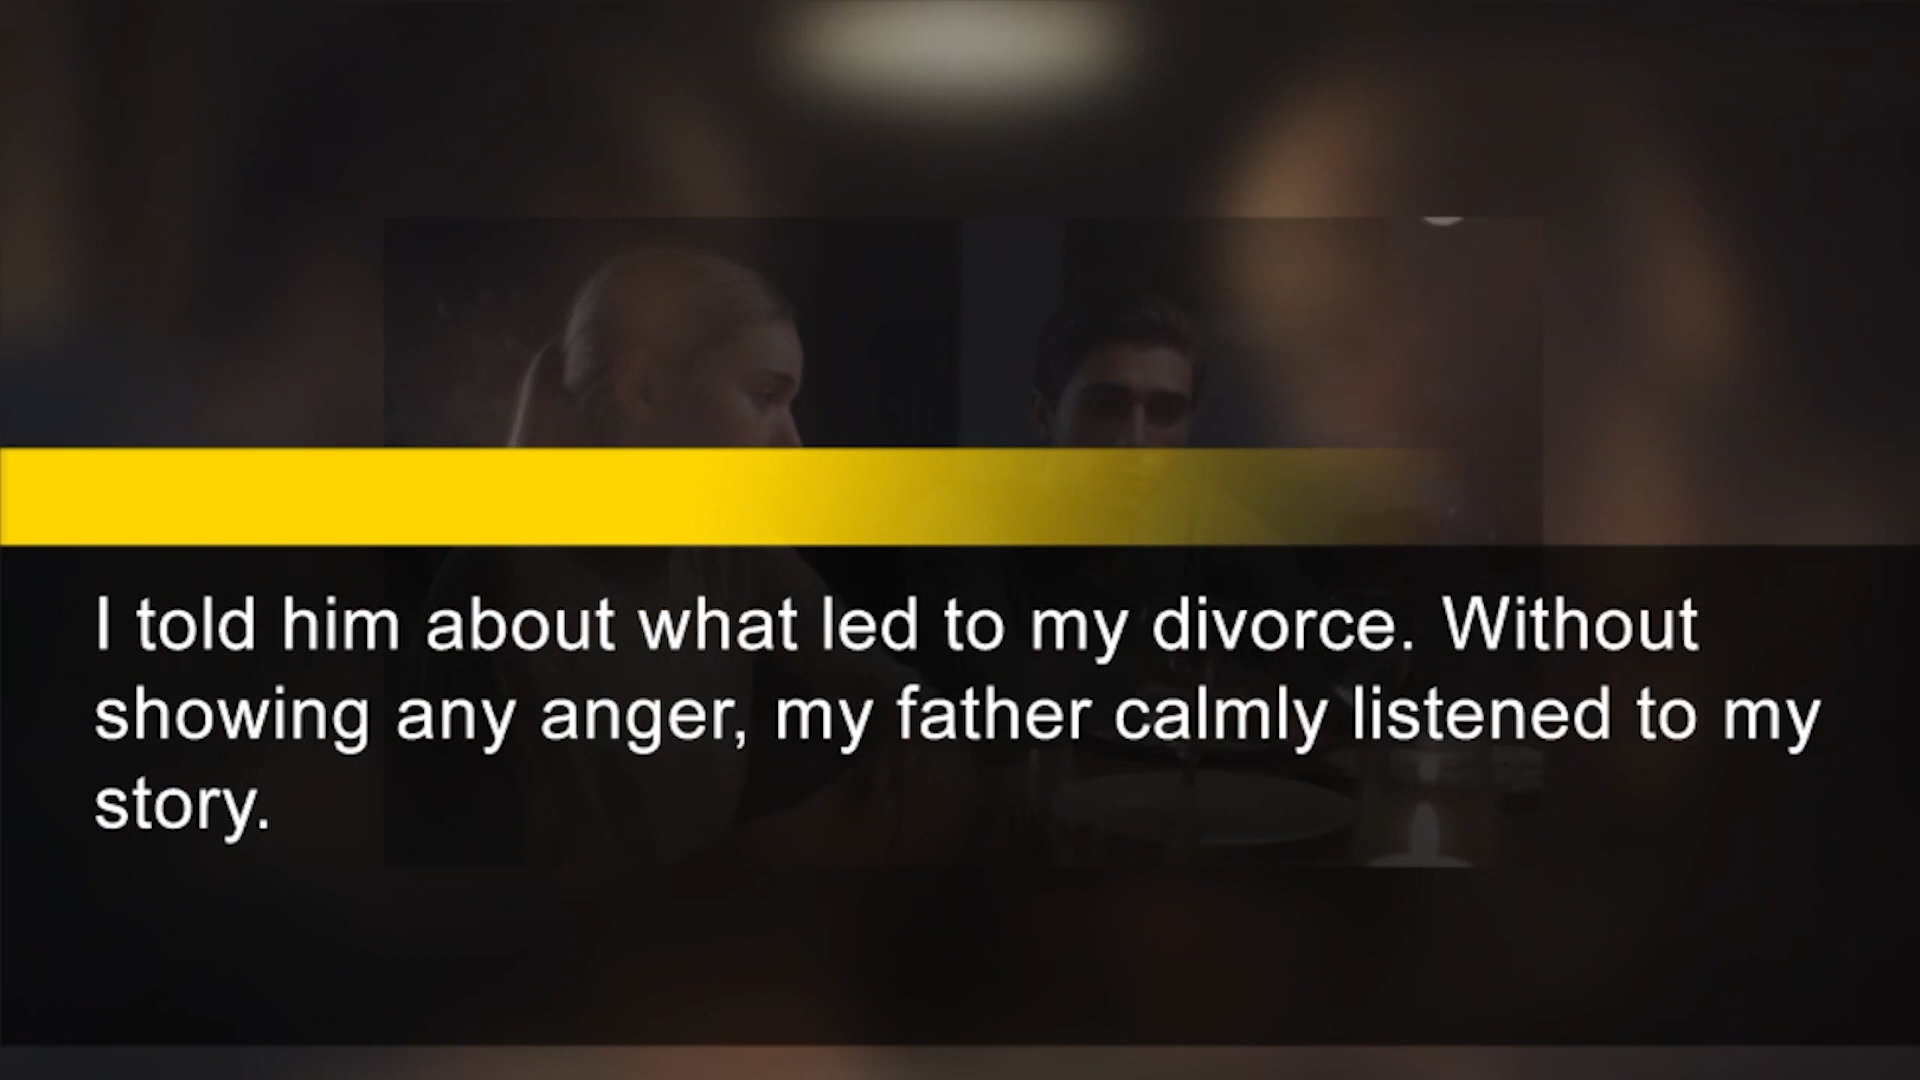 I told him about what led to my divorce. Without
showing any anger, my father calmly listened to my
story.